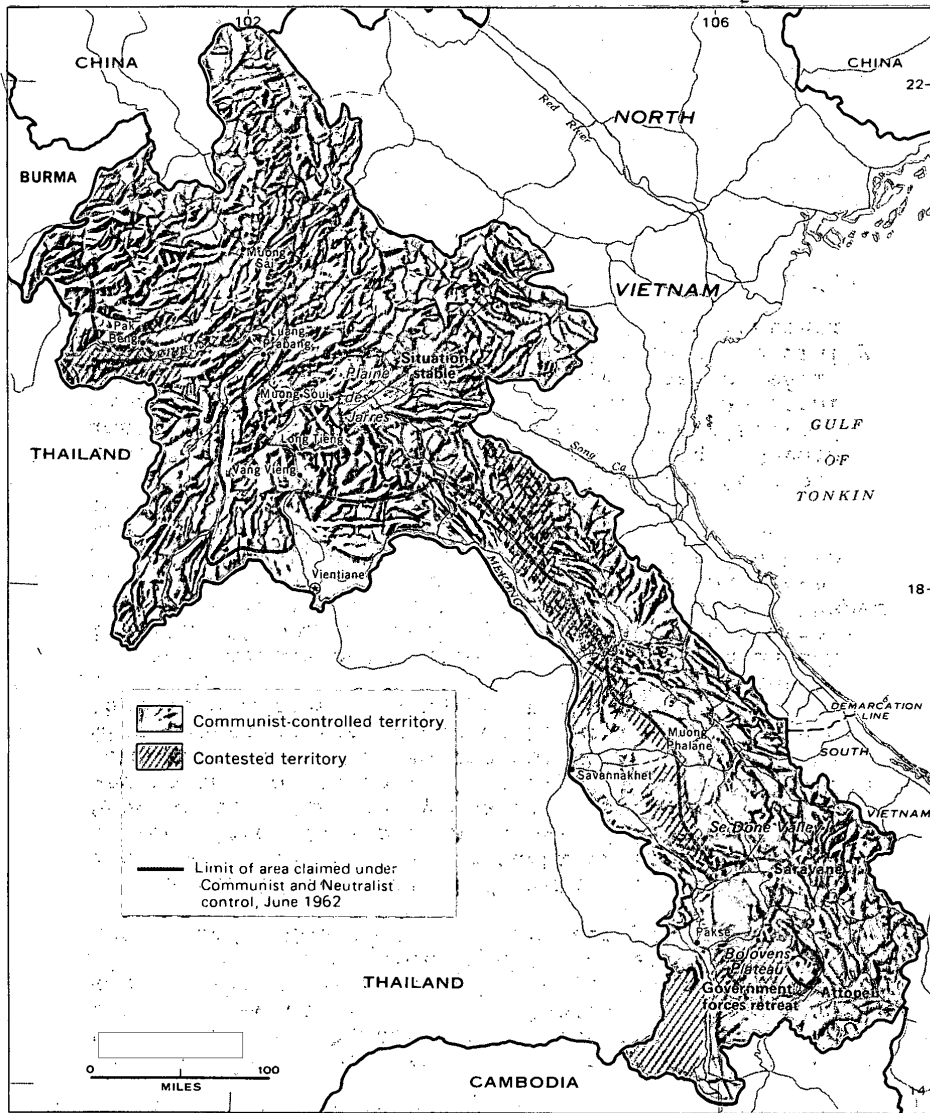 102
106
CHINA
CHINA
22
Red River
NORTH
BURMA
Muong
Sai
VIETNAM
Pak
Beng
Luang
Prabang
Situation
stable
Plaine
des
Jarres
Muong Soui
GULF
OF
TONKIN
Long Tieng
THAILAND
Song Ca
Vang Vieng
MEKONG
Vientiane
18
Communist-controlled territory
Contested territory
Limit of area claimed under
Communist and Neutralist
control, June 1962
DEMARCATION
LINE
Muong
Phalane
SOUTH
Savannakhet
VIETNAM
Se Done Valley
Saravane
Pakse
Bolovens
Plateau
THAILAND
Government
forces retreat
Attopeu
0
100
MILES
CAMBODIA
14